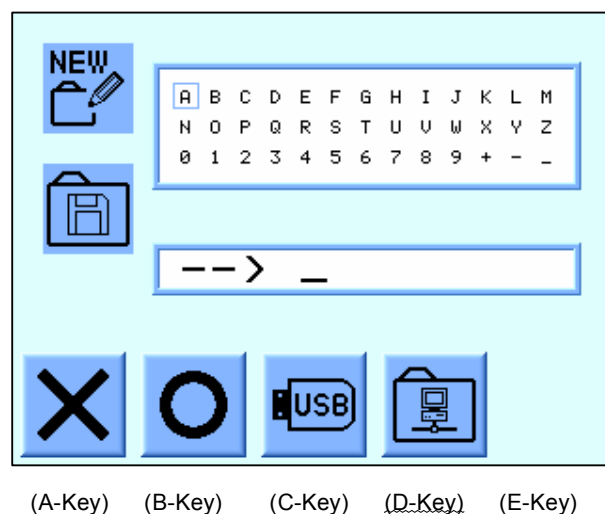 NEW
A B C D E F G H I J K L M
N O P Q R S T U V W X Y Z
0 1 2 3 4 5 6 7 8 9 + - _
--> _
USB
(A-Key) (B-Key) (C-Key) (D-Key) (E-Key)